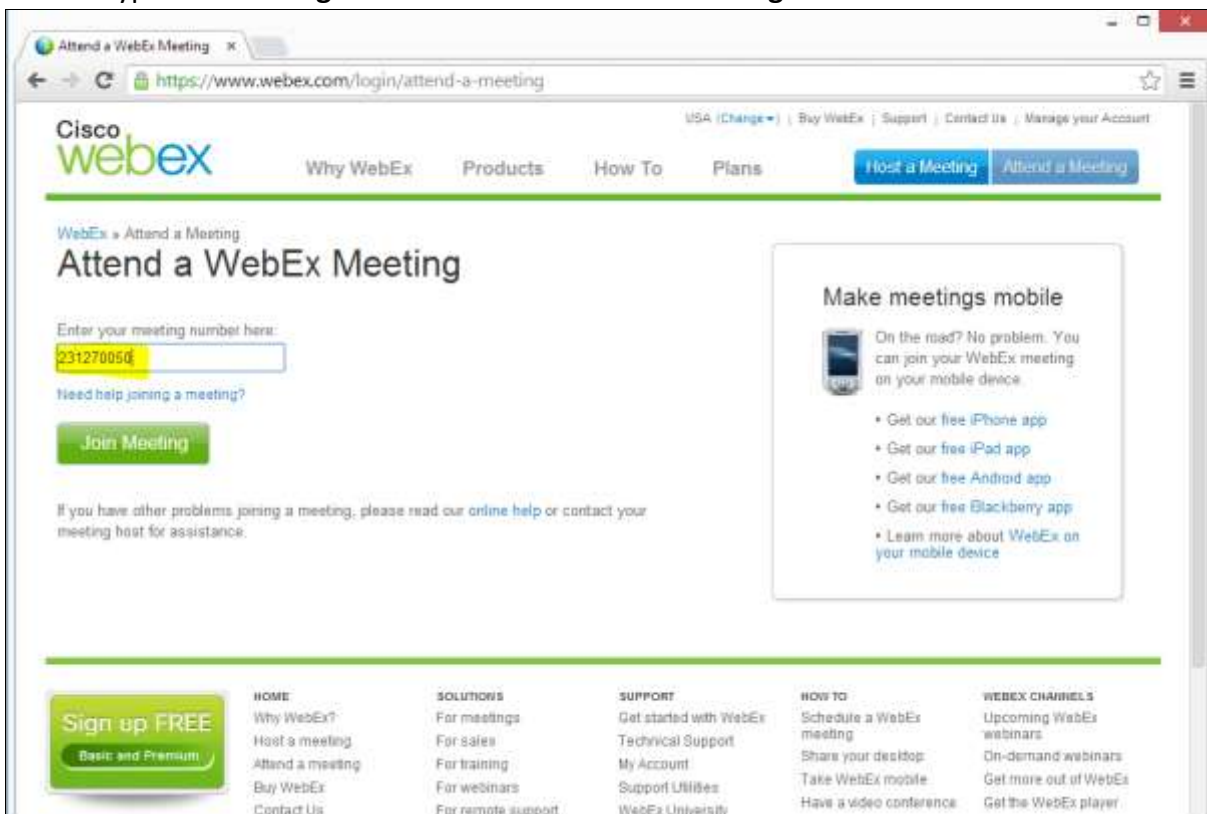 Attend a WebEx Meeting
https://www.webex.com/login/attend-a-meeting
USA (Change) | Buy WebEx | Support | Contact Us | Manage your Account
Cisco
webex
Why WebEx Products How To Plans
Host a Meeting Attend a Meeting
WebEx » Attend a Meeting
Attend a WebEx Meeting
Enter your meeting number here:
231270050
Need help joining a meeting?
Join Meeting
If you have other problems joining a meeting, please read our online help or contact your
meeting host for assistance.
Make meetings mobile
On the road? No problem. You
can join your WebEx meeting
on your mobile device.
• Get our free iPhone app
• Get our free iPad app
• Get our free Android app
• Get our free Blackberry app
• Learn more about WebEx on
your mobile device
Sign up FREE
Basic and Premium
HOME
Why WebEx?
Host a meeting
Attend a meeting
Buy WebEx
Contact Us
SOLUTIONS
For meetings
For sales
For training
For webinars
For remote support
SUPPORT
Get started with WebEx
Technical Support
My Account
Support Utilities
WebEx University
HOW TO
Schedule a WebEx
meeting
Share your desktop
Take WebEx mobile
Have a video conference
WEBEX CHANNELS
Upcoming WebEx
webinars
On-demand webinars
Get more out of WebEx
Get the WebEx player